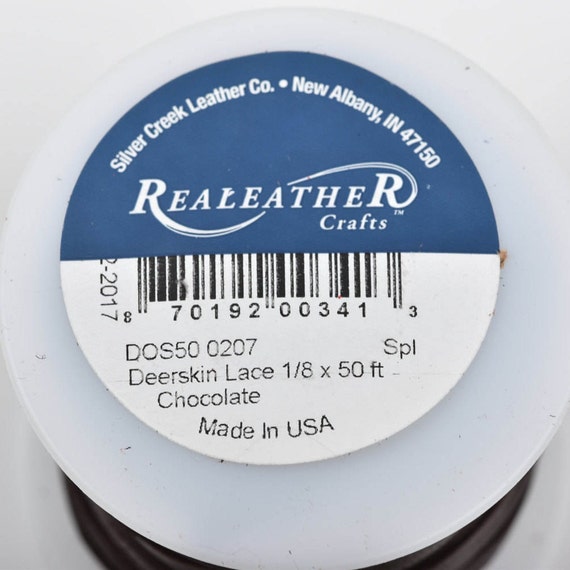 Silver Creek Leather Co. • New Albany, IN 47150
REALEATHER™
Crafts
2-2017
8 70192 00341 3
DOS50 0207 Spl
Deerskin Lace 1/8 x 50 ft
Chocolate
Made In USA